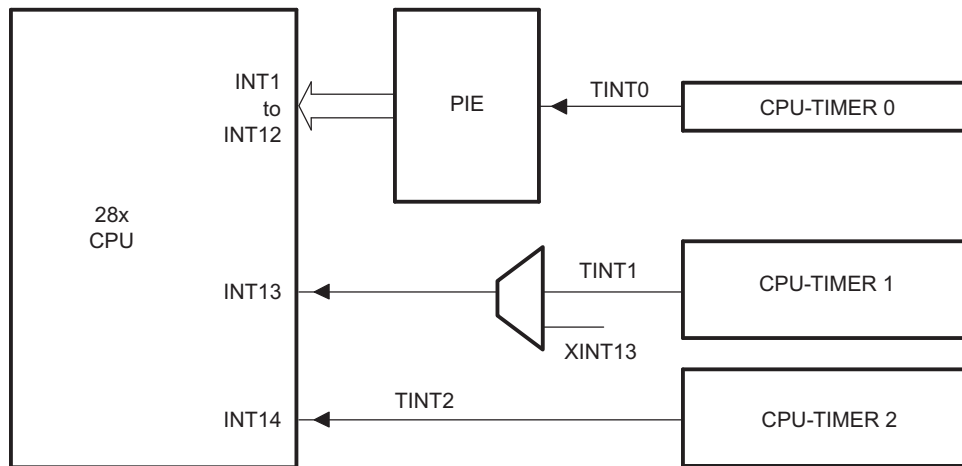 INT1
to
INT12
PIE
TINT0
CPU-TIMER 0
28x
CPU
INT13
TINT1
CPU-TIMER 1
XINT13
INT14
TINT2
CPU-TIMER 2